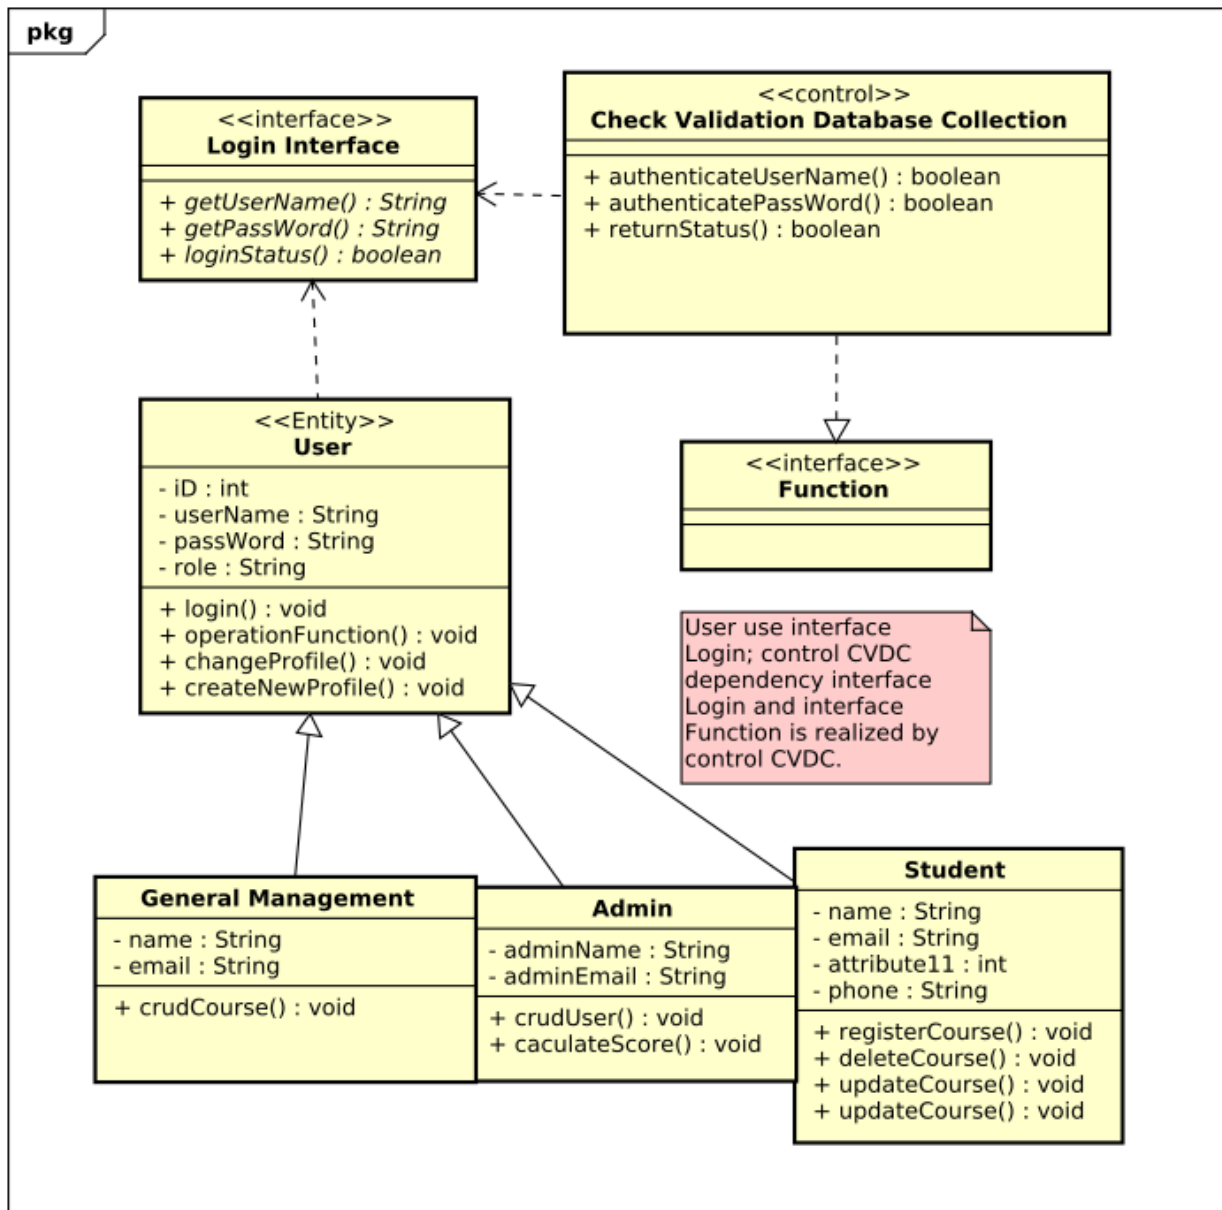 pkg
<<interface>>
Login Interface
+ getUserName() : String
+ getPassWord() : String
+ loginStatus() : boolean
<<control>>
Check Validation Database Collection
+ authenticateUserName() : boolean
+ authenticatePassWord() : boolean
+ returnStatus() : boolean
<<Entity>>
User
- iD : int
- userName : String
- passWord : String
- role : String
+ login() : void
+ operationFunction() : void
+ changeProfile() : void
+ createNewProfile() : void
<<interface>>
Function
User use interface
Login; control CVDC
dependency interface
Login and interface
Function is realized by
control CVDC.
General Management
- name : String
- email : String
+ crudCourse() : void
Admin
- adminName : String
- adminEmail : String
+ crudUser() : void
+ caculateScore() : void
Student
- name : String
- email : String
- attribute11 : int
- phone : String
+ registerCourse() : void
+ deleteCourse() : void
+ updateCourse() : void
+ updateCourse() : void